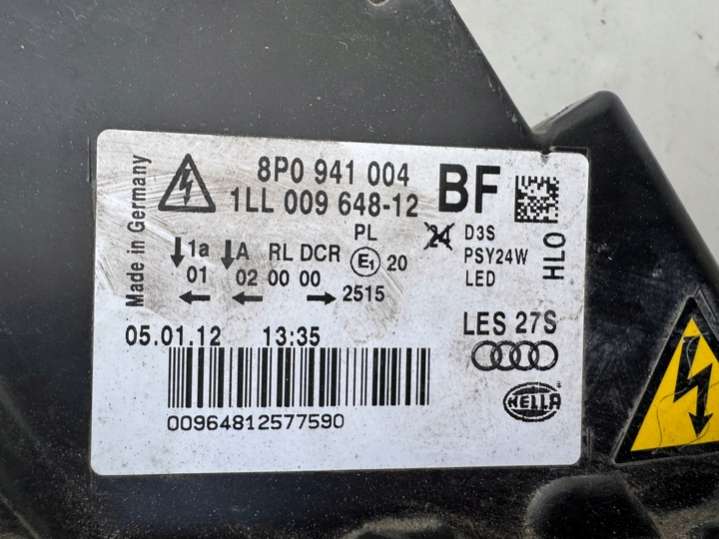 Made in Germany
8P0 941 004
1LL 009 648-12
BF
1a A RL DCR PL
01 02 00 00 E1 20
2515
24 D3S
PSY24W
LED
HLO
05.01.12 13:35
LES 27S
00964812577590
HELLA